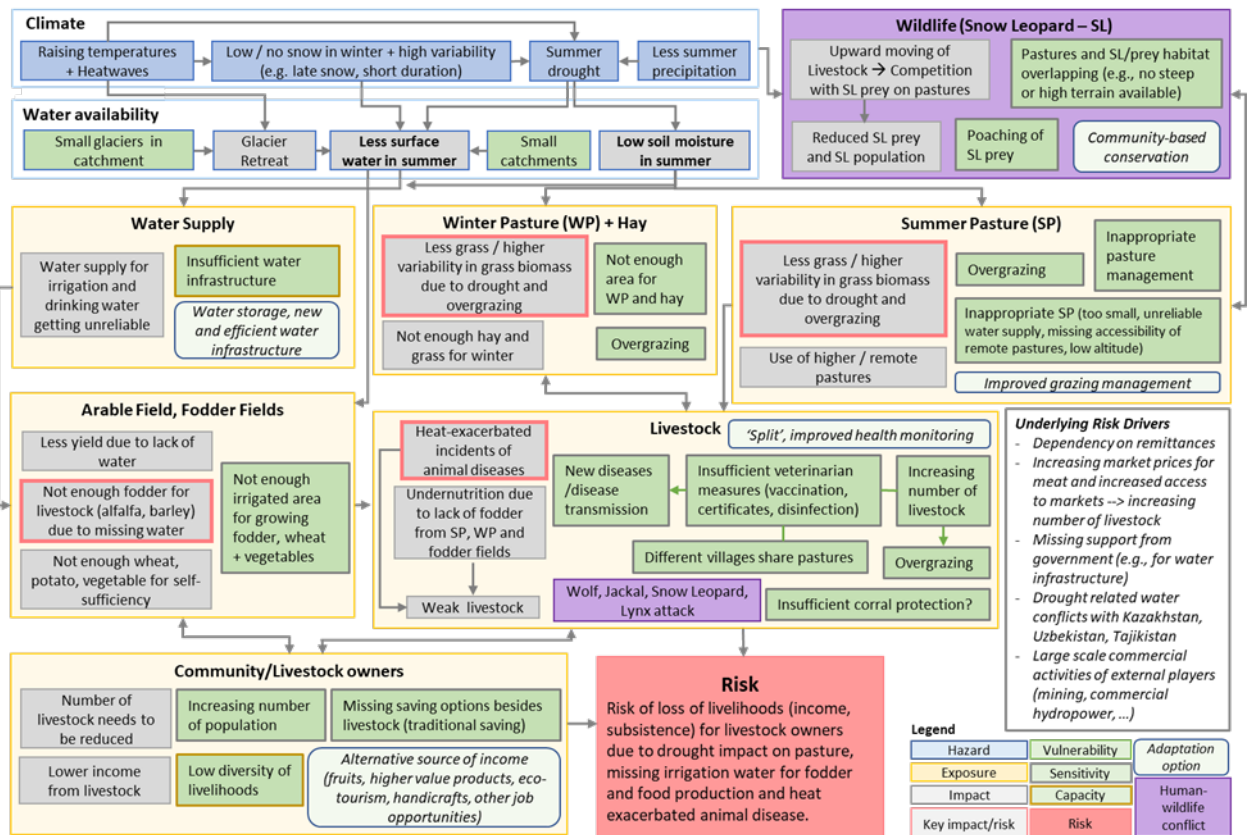 Climate
Raising temperatures
+ Heatwaves
Low / no snow in winter + high variability
(e.g. late snow, short duration)
Summer
drought
Less summer
precipitation
Water availability
Small glaciers in
catchment
Glacier
Retreat
Less surface
water in summer
Small
catchments
Low soil moisture
in summer
Wildlife (Snow Leopard – SL)
Upward moving of
Livestock → Competition
with SL prey on pastures
Pastures and SL/prey habitat
overlapping (e.g., no steep
or high terrain available)
Reduced SL prey
and SL population
Poaching of
SL prey
Community-based
conservation
Water Supply
Water supply for
irrigation and
drinking water
getting unreliable
Insufficient water
infrastructure
Water storage, new
and efficient water
infrastructure
Winter Pasture (WP) + Hay
Less grass / higher
variability in grass biomass
due to drought and
overgrazing
Not enough
area for
WP and hay
Not enough hay and
grass for winter
Overgrazing
Summer Pasture (SP)
Less grass / higher
variability in grass biomass
due to drought and
overgrazing
Overgrazing
Inappropriate
pasture
management
Inappropriate SP (too small, unreliable
water supply, missing accessibility of
remote pastures, low altitude)
Use of higher / remote
pastures
Improved grazing management
Arable Field, Fodder Fields
Less yield due to lack of
water
Not enough fodder for
livestock (alfalfa, barley)
due to missing water
Not enough wheat,
potato, vegetable for self-
sufficiency
Not enough
irrigated area
for growing
fodder, wheat
+ vegetables
Livestock
Heat-exacerbated
incidents of
animal diseases
'Split', improved health monitoring
New diseases
/disease
transmission
Insufficient veterinarian
measures (vaccination,
certificates, disinfection)
Increasing
number of
livestock
Undernutrition due
to lack of fodder
from SP, WP and
fodder fields
Different villages share pastures
Overgrazing
Weak livestock
Wolf, Jackal, Snow Leopard,
Lynx attack
Insufficient corral protection?
Underlying Risk Drivers
- Dependency on remittances
- Increasing market prices for
meat and increased access
to markets --> increasing
number of livestock
- Missing support from
government (e.g., for water
infrastructure)
- Drought related water
conflicts with Kazakhstan,
Uzbekistan, Tajikistan
- Large scale commercial
activities of external players
(mining, commercial
hydropower, ...)
Community/Livestock owners
Number of
livestock needs to
be reduced
Increasing number
of population
Missing saving options besides
livestock (traditional saving)
Lower income
from livestock
Low diversity of
livelihoods
Alternative source of income
(fruits, higher value products, eco-
tourism, handicrafts, other job
opportunities)
Risk
Risk of loss of livelihoods (income,
subsistence) for livestock owners
due to drought impact on pasture,
missing irrigation water for fodder
and food production and heat
exacerbated animal disease.
Legend
Hazard
Vulnerability
Adaptation
option
Exposure
Sensitivity
Impact
Capacity
Human-
wildlife
conflict
Key impact/risk
Risk